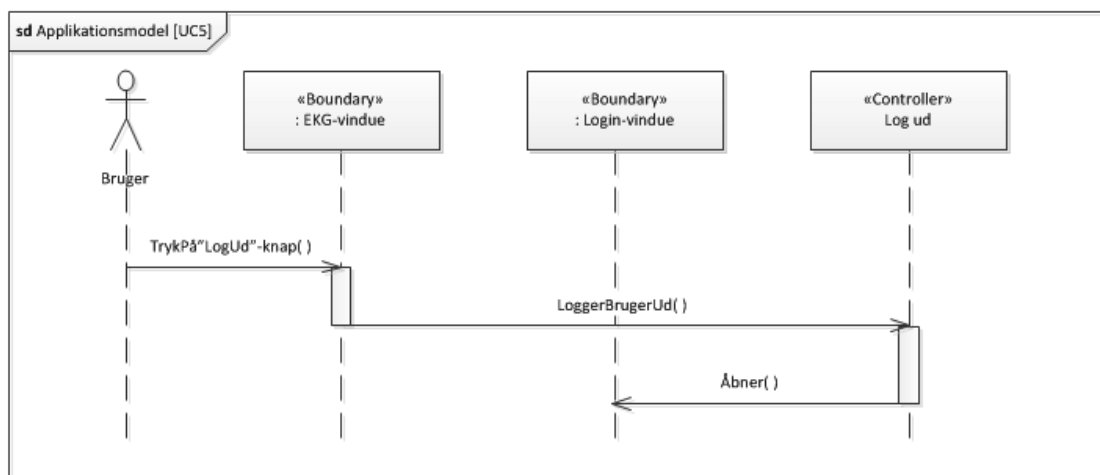 sd Applikationsmodel [UC5]
«Boundary»
: EKG-vindue
«Boundary»
: Login-vindue
«Controller»
Log ud
Bruger
TrykPå"LogUd"-knap( )
LoggerBrugerUd( )
Åbner( )